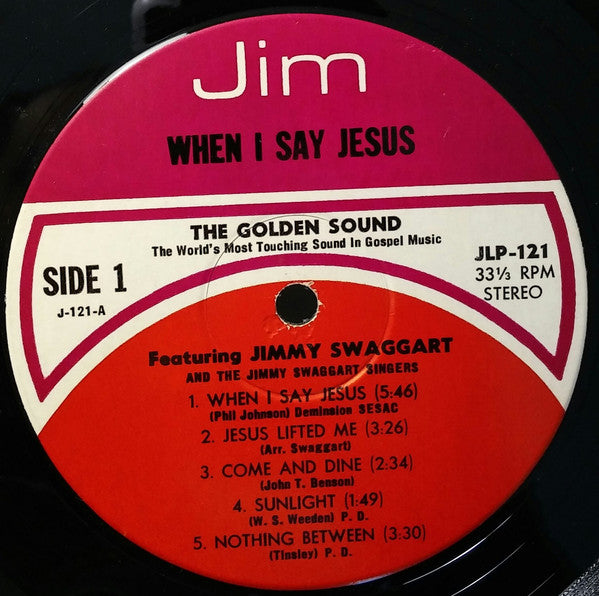 Jim
WHEN I SAY JESUS
THE GOLDEN SOUND
The World's Most Touching Sound In Gospel Music
SIDE 1
J-121-A
JLP-121
33⅓ RPM
STEREO
Featuring JIMMY SWAGGART
AND THE JIMMY SWAGGART SINGERS
1. WHEN I SAY JESUS (5:46)
(Phil Johnson) Deminsion SESAC
2. JESUS LIFTED ME (3:26)
(Arr. Swaggart)
3. COME AND DINE (2:34)
(John T. Benson)
4. SUNLIGHT (1:49)
(W. S. Weeden) P. D.
5. NOTHING BETWEEN (3:30)
(Tinsley) P. D.